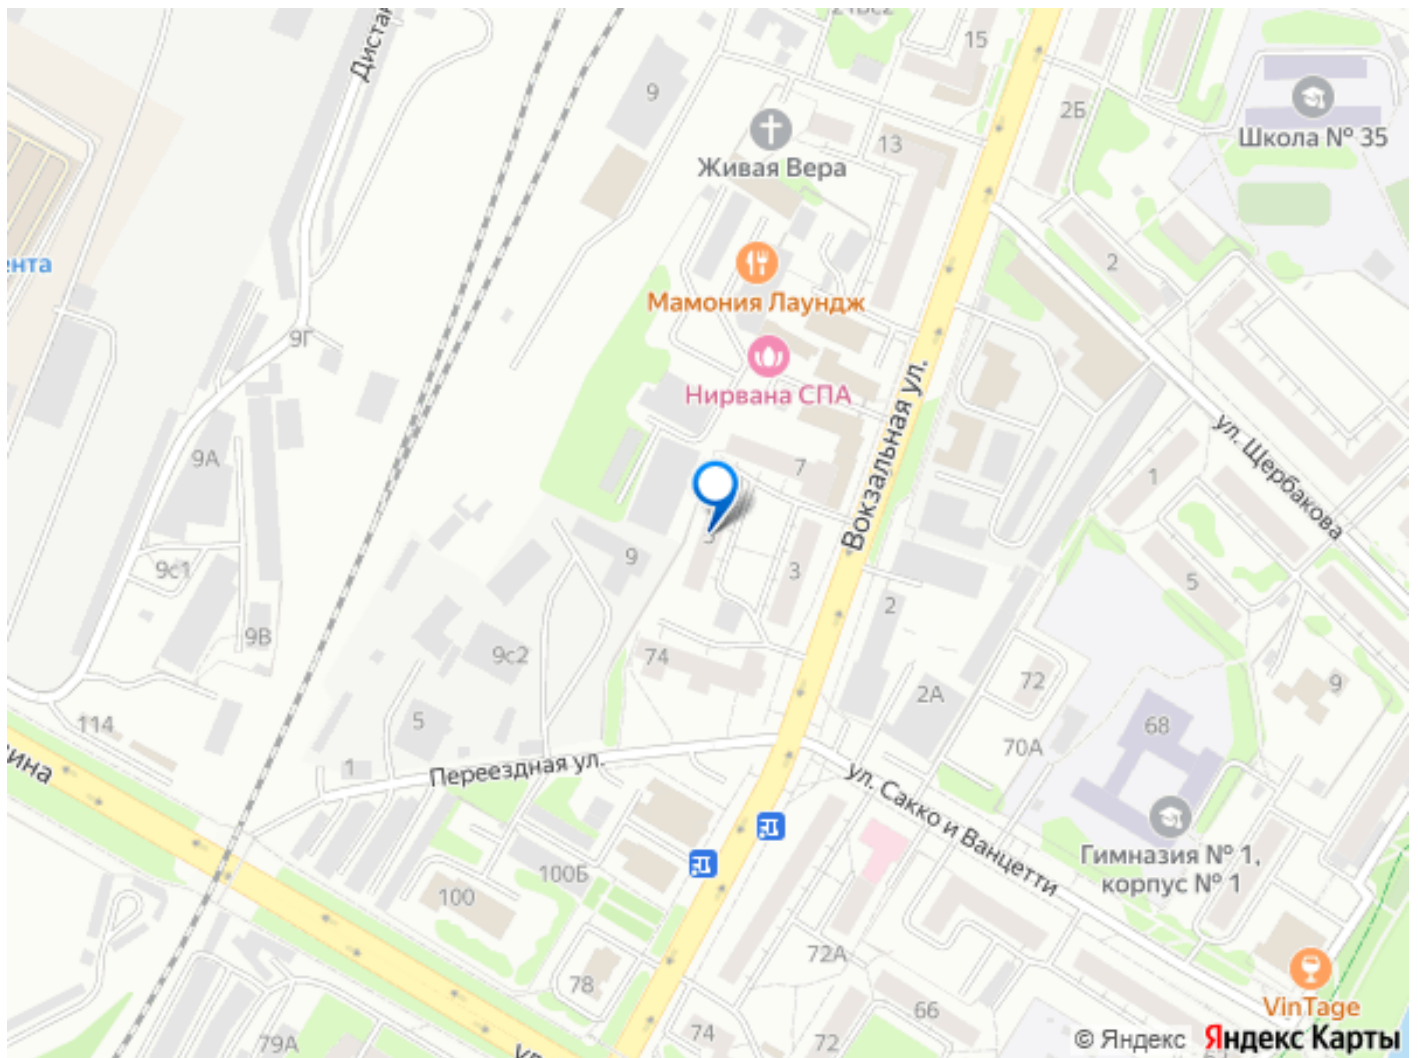 15
9
2Б
Школа № 35
13
Живая Вера
2
ента
Мамония Лаундж
9Г
Нирвана СПА
Вокзальная ул.
ул. Щербакова
9А
7
1
9
3
9с1
5
2
9В
9с2
74
72
9
2А
114
5
68
70А
1
Переездная ул.
ул. Сакко и Ванцетти
Гимназия № 1,
корпус № 1
100Б
100
72А
78
VinTage
66
74
72
79А
© Яндекс Яндекс Карты